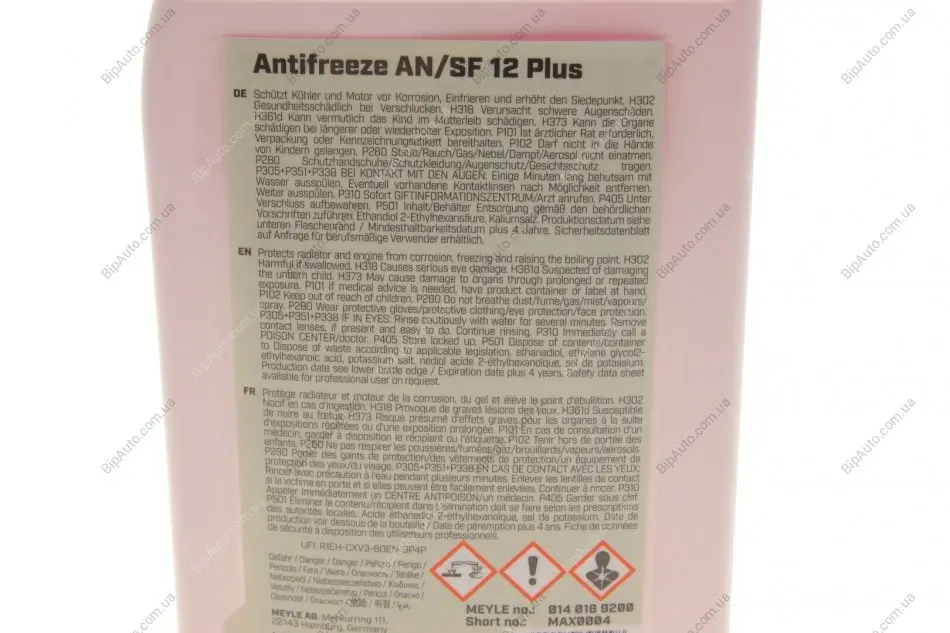 Antifreeze AN/SF 12 Plus
DE Schützt Kühler und Motor vor Korrosion, Einfrieren und erhöht den Siedepunkt. H302
Gesundheitsschädlich bei Verschlucken. H318 Verursacht schwere Augenschäden.
H361d Kann vermutlich das Kind im Mutterleib schädigen. H373 Kann die Organe
schädigen bei längerer oder wiederholter Exposition. P101 Ist ärztlicher Rat erforderlich,
Verpackung oder Kennzeichnungsetikett bereithalten. P102 Darf nicht in die Hände
von Kindern gelangen. P260 Staub/Rauch/Gas/Nebel/Dampf/Aerosol nicht einatmen.
P280 Schutzhandschuhe/Schutzkleidung/Augenschutz/Gesichtsschutz tragen.
P305+P351+P338 BEI KONTAKT MIT DEN AUGEN: Einige Minuten lang behutsam mit
Wasser ausspülen. Eventuell vorhandene Kontaktlinsen nach Möglichkeit entfernen.
Weiter ausspülen. P310 Sofort GIFTINFORMATIONSZENTRUM/Arzt anrufen. P405 Unter
Verschluss aufbewahren. P501 Inhalt/Behälter Entsorgung gemäß den behördlichen
Vorschriften zuführen. Ethandiol 2-Ethylhexansäure, Kaliumsalz. Produktionsdatum siehe
unteren Flaschenrand / Mindesthaltbarkeitsdatum plus 4 Jahre. Sicherheitsdatenblatt
auf Anfrage für berufsmäßige Verwender erhältlich.
EN Protects radiator and engine from corrosion, freezing and raising the boiling point. H302
Harmful if swallowed. H318 Causes serious eye damage. H361d Suspected of damaging
the unborn child. H373 May cause damage to organs through prolonged or repeated
exposure. P101 If medical advice is needed, have product container or label at hand.
P102 Keep out of reach of children. P260 Do not breathe dust/fume/gas/mist/vapours/
spray. P280 Wear protective gloves/protective clothing/eye protection/face protection.
P305+P351+P338 IF IN EYES: Rinse cautiously with water for several minutes. Remove
contact lenses, if present and easy to do. Continue rinsing. P310 Immediately call a
POISON CENTER/doctor. P405 Store locked up. P501 Dispose of contents/container
to Dispose of waste according to applicable legislation. ethanediol, ethylene glycol2-
ethylhexanoic acid, potassium salt, nediol acide 2-éthylhexanoïque, sel de potassium.
Production date see lower bottle edge / Expiration date plus 4 years. Safety data sheet
available for professional user on request.
FR Protège radiateur et moteur de la corrosion, du gel et élève le point d'ébullition. H302
Nocif en cas d'ingestion. H318 Provoque de graves lésions des yeux. H361d Susceptible
de nuire au fœtus. H373 Risque présumé d'effets graves pour les organes à la suite
d'expositions répétées ou d'une exposition prolongée. P101 En cas de consultation d'un
médecin, garder à disposition le récipient ou l'étiquette. P102 Tenir hors de portée des
enfants. P260 Ne pas respirer les poussières/fumées/gaz/brouillards/vapeurs/aérosols.
P280 Porter des gants de protection/des vêtements de protection/un équipement de
protection des yeux/du visage. P305+P351+P338 EN CAS DE CONTACT AVEC LES YEUX:
Rincer avec précaution à l'eau pendant plusieurs minutes. Enlever les lentilles de contact
si la victime en porte et si elles peuvent être facilement enlevées. Continuer à rincer. P310
Appeler immédiatement un CENTRE ANTIPOISON/un médecin. P405 Garder sous clef.
P501 Éliminer le contenu/récipient dans L'élimination doit se faire selon les prescriptions
des autorités locales. Acide éthanediol 2-éthylhexanoïque, sel de potassium. Date de
production voir dessous de la bouteille / Date de péremption plus 4 ans. Fiche de données
de sécurité à disposition des utilisateurs professionnels.
UFI: R1EH-CXV3-60EN-3P4P
Gefahr / Danger / Danger / Peligro / Perigo /
Pericolo / Fara / Опасность / Tehlike /
Nebezpečí / Niebezpieczeństwo / Κίνδυνος /
Veszély / Nebezpečenstvo / Pericol / Oht /
MEYLE AG, Merkurring 111,
22143 Hamburg, Germany
MEYLE no.: 014 016 9200
Short no.: MAX0004
BipAuto.com.ua